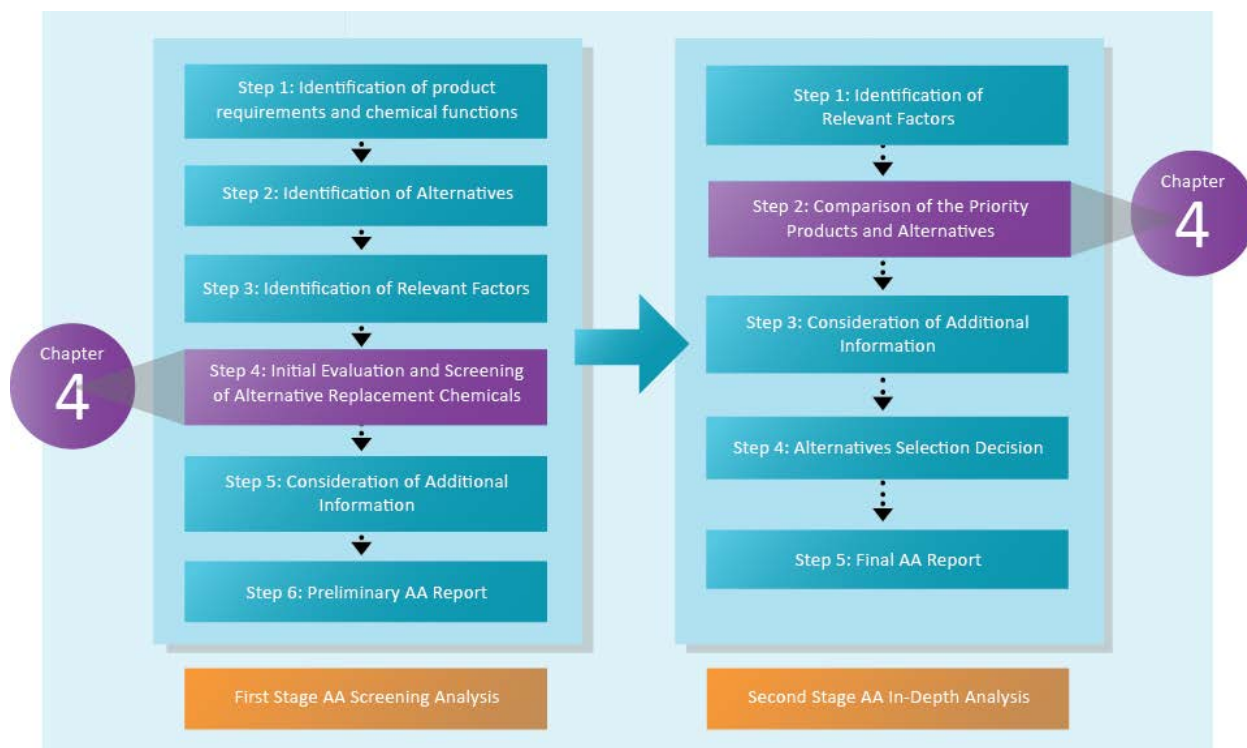 Step 1: Identification of product
requirements and chemical functions
Step 2: Identification of Alternatives
Step 3: Identification of Relevant Factors
Chapter
4
Step 4: Initial Evaluation and Screening
of Alternative Replacement Chemicals
Step 5: Consideration of Additional
Information
Step 6: Preliminary AA Report
First Stage AA Screening Analysis
Step 1: Identification of
Relevant Factors
Step 2: Comparison of the Priority
Products and Alternatives
Chapter
4
Step 3: Consideration of Additional
Information
Step 4: Alternatives Selection Decision
Step 5: Final AA Report
Second Stage AA In-Depth Analysis